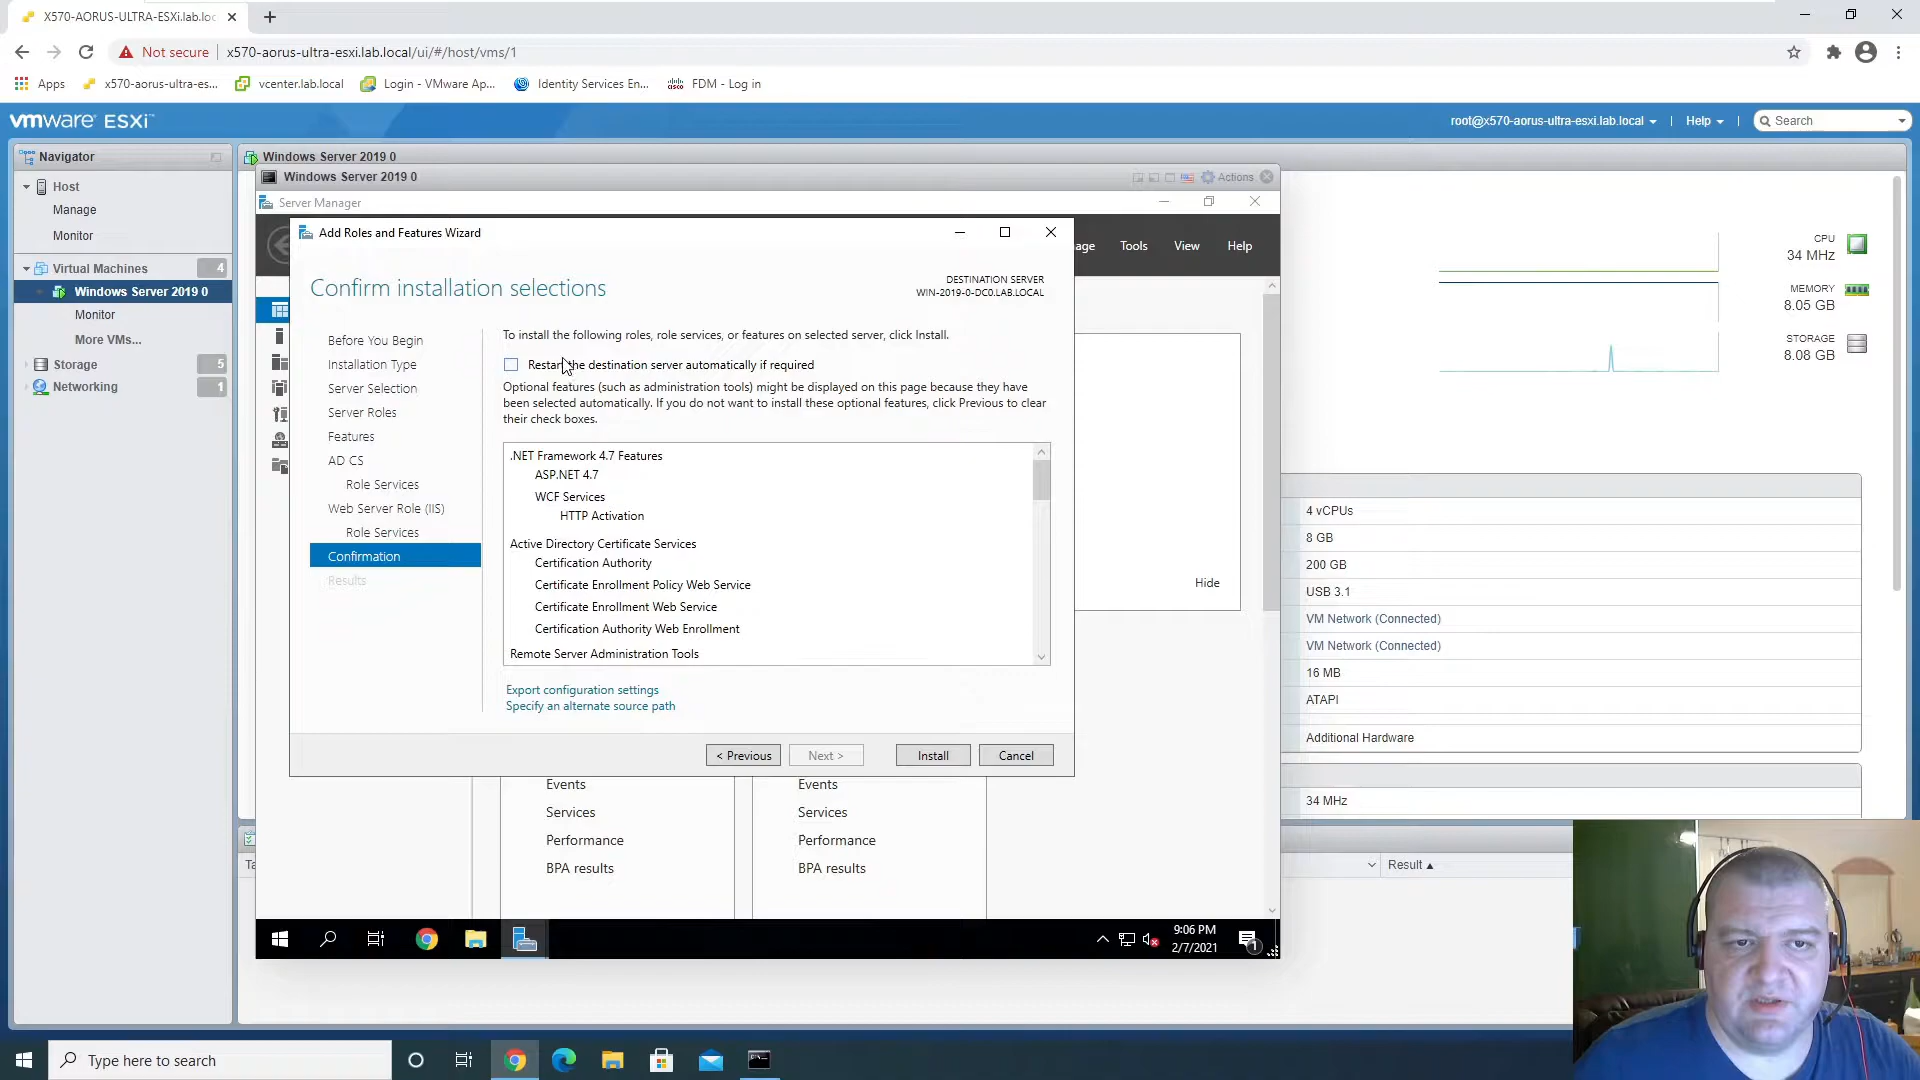 X570-AORUS-ULTRA-ESXi.lab.loc
Not secure
x570-aorus-ultra-esxi.lab.local/ui/#/host/vms/1
Apps
x570-aorus-ultra-es...
vcenter.lab.local
Login - VMware Ap...
Identity Services En...
FDM - Log in
vmware ESXi
root@x570-aorus-ultra-esxi.lab.local
Help
Search
Navigator
Host
Manage
Monitor
Virtual Machines
4
Windows Server 2019 0
Monitor
More VMs...
Storage
5
Networking
1
Windows Server 2019 0
Windows Server 2019 0
Actions
Server Manager
age
Tools
View
Help
Add Roles and Features Wizard
Confirm installation selections
DESTINATION SERVER
WIN-2019-0-DC0.LAB.LOCAL
Before You Begin
Installation Type
Server Selection
Server Roles
Features
AD CS
Role Services
Web Server Role (IIS)
Role Services
Confirmation
Results
To install the following roles, role services, or features on selected server, click Install.
Restart the destination server automatically if required
Optional features (such as administration tools) might be displayed on this page because they have
been selected automatically. If you do not want to install these optional features, click Previous to clear
their check boxes.
.NET Framework 4.7 Features
ASP.NET 4.7
WCF Services
HTTP Activation
Active Directory Certificate Services
Certification Authority
Certificate Enrollment Policy Web Service
Certificate Enrollment Web Service
Certification Authority Web Enrollment
Remote Server Administration Tools
Export configuration settings
Specify an alternate source path
< Previous
Next >
Install
Cancel
Hide
Events
Services
Performance
BPA results
Events
Services
Performance
BPA results
9:06 PM
2/7/2021
1
CPU
34 MHz
MEMORY
8.05 GB
STORAGE
8.08 GB
4 vCPUs
8 GB
200 GB
USB 3.1
VM Network (Connected)
VM Network (Connected)
16 MB
ATAPI
Additional Hardware
34 MHz
Ta
Result
Type here to search